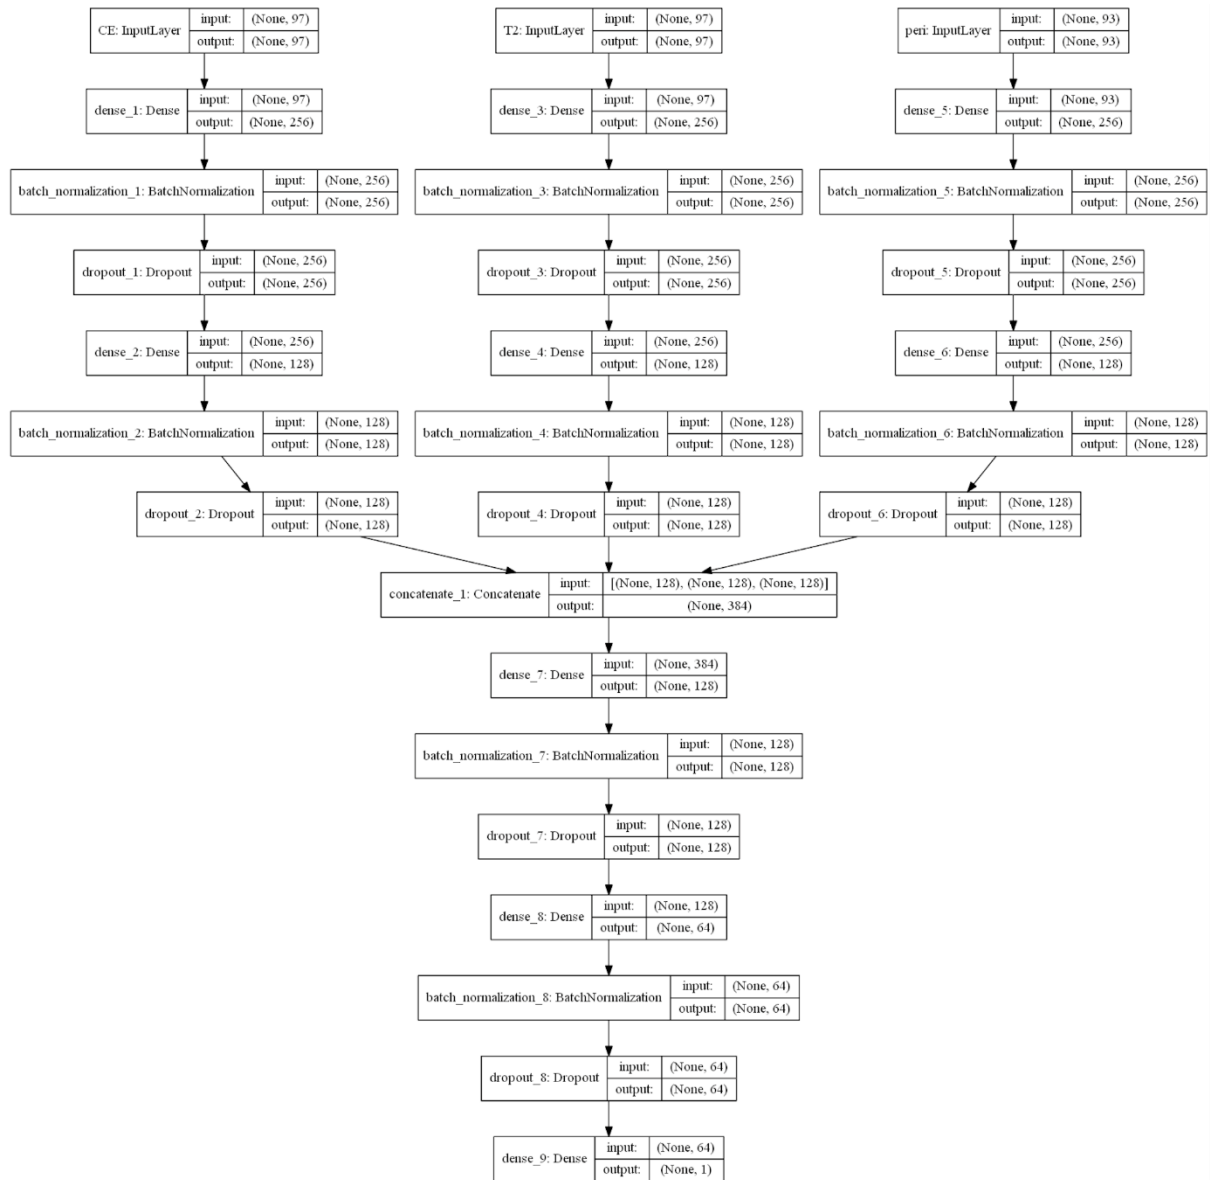 CE: InputLayer input: (None, 97)
output: (None, 97)
T2: InputLayer input: (None, 97)
output: (None, 97)
peri: InputLayer input: (None, 93)
output: (None, 93)
dense_1: Dense input: (None, 97)
output: (None, 256)
dense_3: Dense input: (None, 97)
output: (None, 256)
dense_5: Dense input: (None, 93)
output: (None, 256)
batch_normalization_1: BatchNormalization input: (None, 256)
output: (None, 256)
batch_normalization_3: BatchNormalization input: (None, 256)
output: (None, 256)
batch_normalization_5: BatchNormalization input: (None, 256)
output: (None, 256)
dropout_1: Dropout input: (None, 256)
output: (None, 256)
dropout_3: Dropout input: (None, 256)
output: (None, 256)
dropout_5: Dropout input: (None, 256)
output: (None, 256)
dense_2: Dense input: (None, 256)
output: (None, 128)
dense_4: Dense input: (None, 256)
output: (None, 128)
dense_6: Dense input: (None, 256)
output: (None, 128)
batch_normalization_2: BatchNormalization input: (None, 128)
output: (None, 128)
batch_normalization_4: BatchNormalization input: (None, 128)
output: (None, 128)
batch_normalization_6: BatchNormalization input: (None, 128)
output: (None, 128)
dropout_2: Dropout input: (None, 128)
output: (None, 128)
dropout_4: Dropout input: (None, 128)
output: (None, 128)
dropout_6: Dropout input: (None, 128)
output: (None, 128)
concatenate_1: Concatenate input: [(None, 128), (None, 128), (None, 128)]
output: (None, 384)
dense_7: Dense input: (None, 384)
output: (None, 128)
batch_normalization_7: BatchNormalization input: (None, 128)
output: (None, 128)
dropout_7: Dropout input: (None, 128)
output: (None, 128)
dense_8: Dense input: (None, 128)
output: (None, 64)
batch_normalization_8: BatchNormalization input: (None, 64)
output: (None, 64)
dropout_8: Dropout input: (None, 64)
output: (None, 64)
dense_9: Dense input: (None, 64)
output: (None, 1)